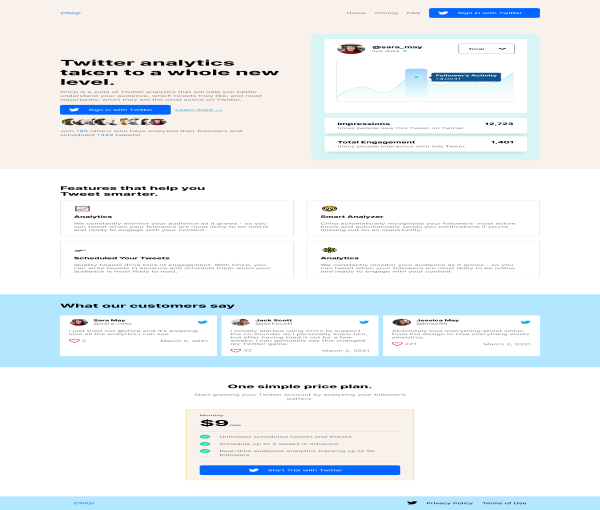 Chirp
Home Pricing FAQ Sign in with Twitter
Twitter analytics
taken to a whole new
level.
Chirp is a suite of Twitter analytics that will help you better
understand your audience, which tweets they like, and most
importantly, when they are the most active on Twitter.
Sign in with Twitter Learn more
others who have analyzed their followers and
scheduled 1442 tweets!
@sara_may
live data
Total
Follower's Activity
Impressions 12,723
times people saw this Tweet on Twitter
Total Engagement 1,401
times people interacted with this Tweet
Features that help you
Tweet smarter.
Analytics
We constantly monitor your audience as it grows - so you
can tweet when your followers are most likely to be online
and ready to engage with your content.
Smart Analyzer
Chirp automatically recognizes your followers' most active
times and automatically sends you notifications if you're
missing out on an opportunity.
Scheduled Your Tweets
Quality tweets drive tons of engagement. With Chirp, you
can write tweets in advance and schedule them when your
audience most likely to need.
Analytics
We constantly monitor your audience as it grows - so you
can tweet when your followers are most likely to be online
and ready to engage with your content.
What our customers say
Sara May
@sara_may
I just tried out @chirp and it's amazing,
love all the analytics I can see.
March 2, 2021
Jack Scott
@jackscott
I initially started using Chirp to support
the co-founder as I personally know him,
but after having tried it out for a few
weeks, I can genuinely say this changed
my Twitter game.
March 2, 2021
Jessica May
Absolutely love everything about Chirp,
from the design to how everything works
smoothly.
221 March 2, 2021
One simple price plan.
Start growing your Twitter account by analyzing your follower's
patterns.
Monthly
$9/mo
Unlimited scheduled tweets and thanks
Schedule up to 3 weeks in advance
Real-time audience analytics tracking up to 5k
followers
Start Trial with Twitter
Chirp
Privacy Policy Terms of Use